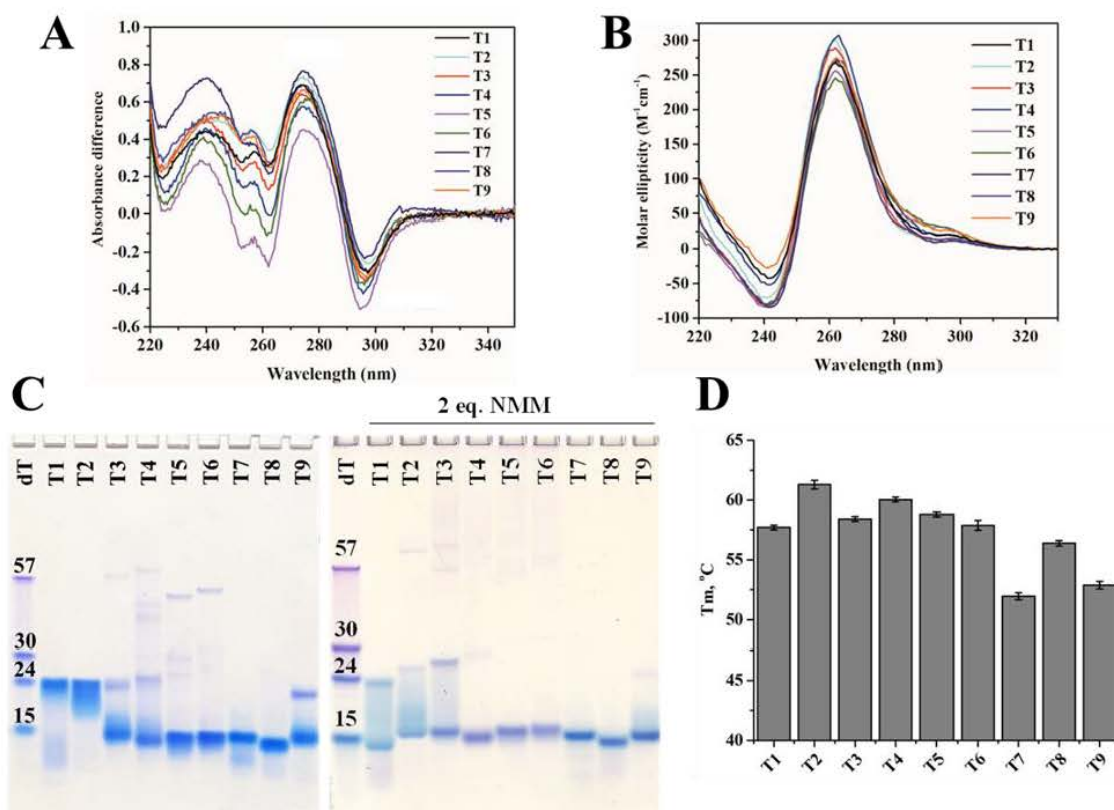 A
B
T1
T2
T3
T4
T5
T6
T7
T8
T9
Absorbance difference
1.0
0.8
0.6
0.4
0.2
0.0
-0.2
-0.4
-0.6
220 240 260 280 300 320 340
Wavelength (nm)
T1
T2
T3
T4
T5
T6
T7
T8
T9
Molar ellipticity (M⁻¹cm⁻¹)
300
250
200
150
100
50
0
-50
-100
220 240 260 280 300 320
Wavelength (nm)
C
2 eq. NMM
dT T1 T2 T3 T4 T5 T6 T7 T8 T9
57
30
24
15
dT T1 T2 T3 T4 T5 T6 T7 T8 T9
57
30
24
15
D
Tm, °C
65
60
55
50
45
40
T1 T2 T3 T4 T5 T6 T7 T8 T9